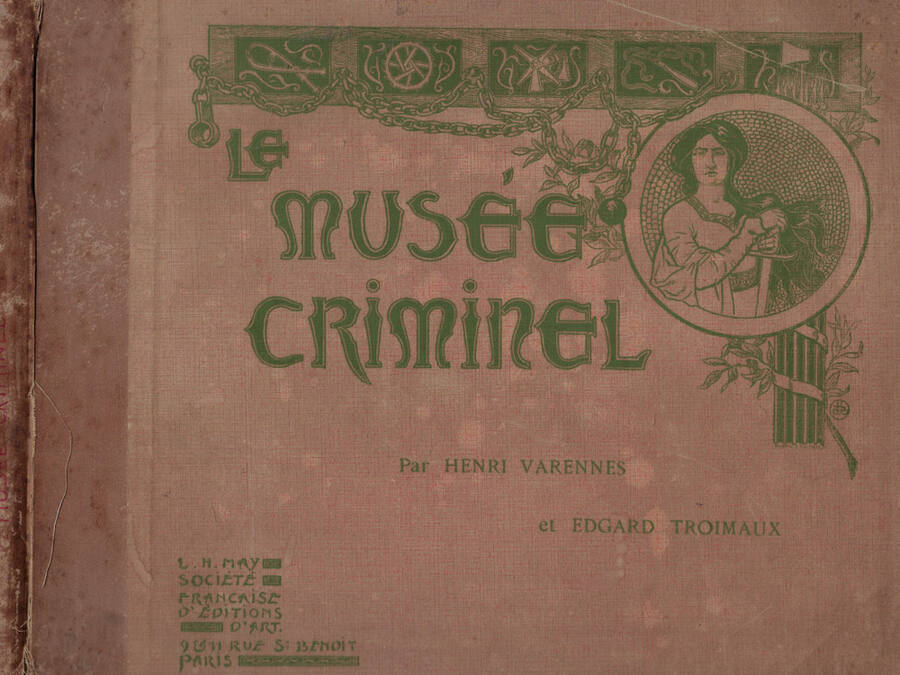 LE
MUSÉE
CRIMINEL
Par HENRI VARENNES
et EDGARD TROIMAUX
L. H. MAY
SOCIÉTÉ
FRANÇAISE
D'ÉDITIONS
D'ART.
9 & 11 RUE St BENOIT
PARIS